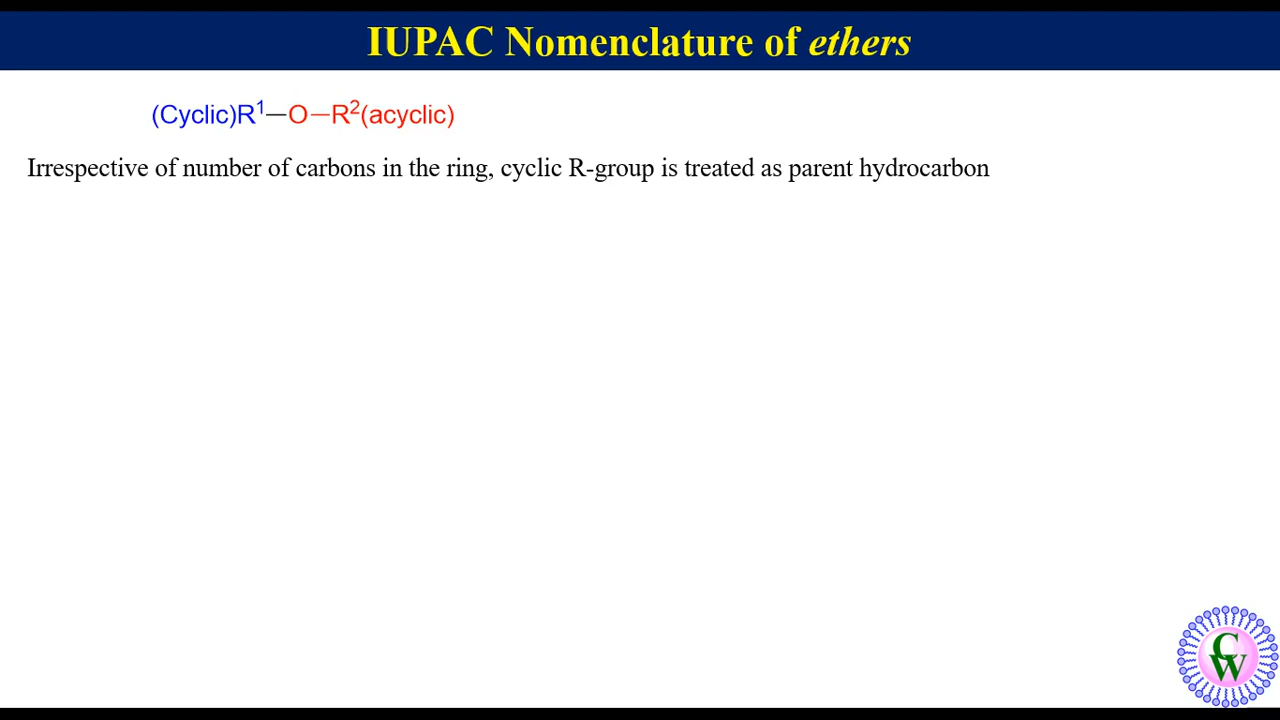 IUPAC Nomenclature of ethers
(Cyclic)R¹—O—R²(acyclic)
Irrespective of number of carbons in the ring, cyclic R-group is treated as parent hydrocarbon
CW